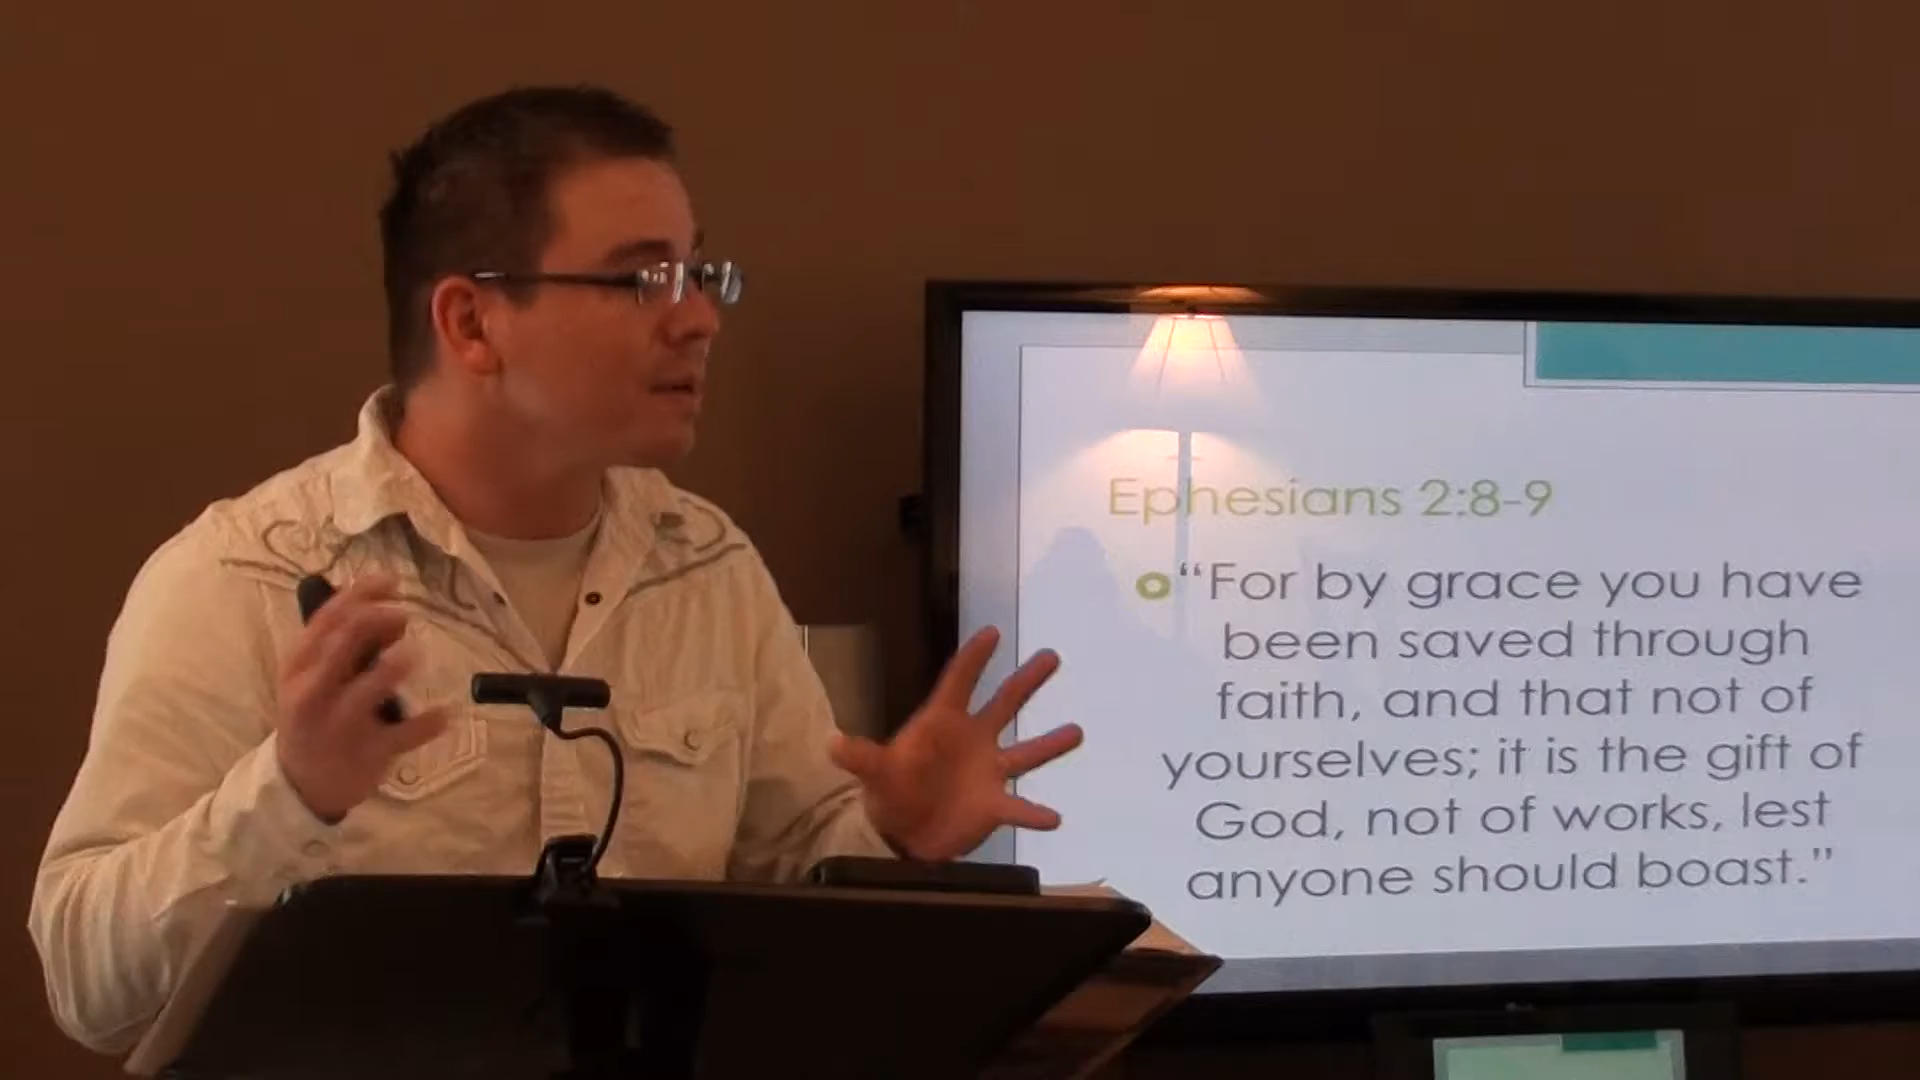 Ephesians 2:8-9
“For by grace you have
been saved through
faith, and that not of
yourselves; it is the gift of
God, not of works, lest
anyone should boast.”